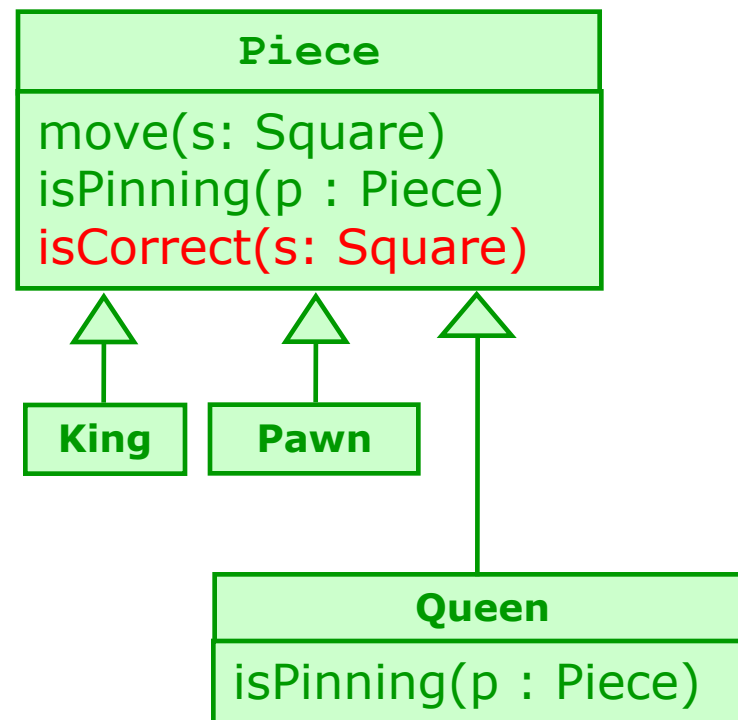 Piece
move(s: Square)
isPinning(p : Piece)
isCorrect(s: Square)
King
Pawn
Queen
isPinning(p : Piece)